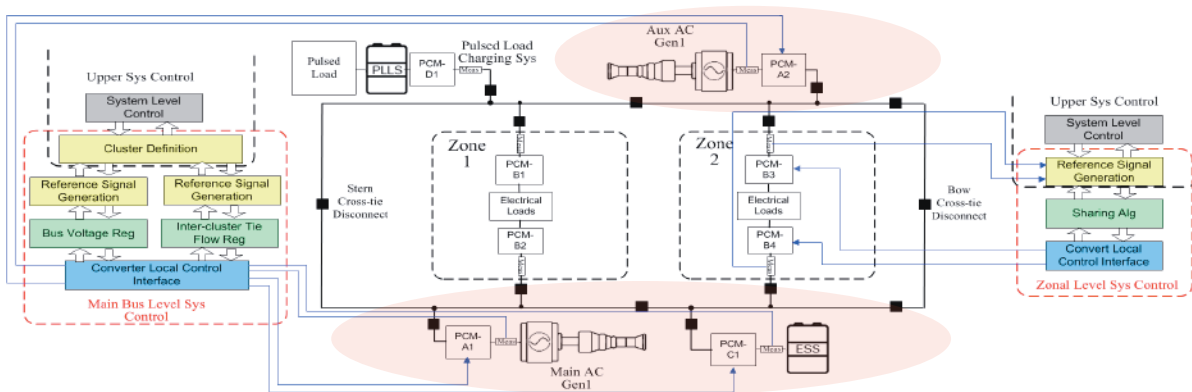 Upper Sys Control
System Level
Control
Cluster Definition
Reference Signal
Generation
Reference Signal
Generation
Bus Voltage Reg
Inter-cluster Tie
Flow Reg
Converter Local Control
Interface
Main Bus Level Sys
Control
Pulsed
Load
PLLS
PCM-
D1
Pulsed Load
Charging Sys
Meas
Aux AC
Gen1
Meas
PCM-
A2
Zone
1
Meas
PCM-
B1
Electrical
Loads
PCM-
B2
Meas
Stern
Cross-tie
Disconnect
Zone
2
Meas
PCM-
B3
Electrical
Loads
PCM-
B4
Meas
Bow
Cross-tie
Disconnect
PCM-
A1
Meas
Main AC
Gen1
PCM-
C1
Meas
ESS
Upper Sys Control
System Level
Control
Reference Signal
Generation
Sharing Alg
Convert Local
Control Interface
Zonal Level Sys Control